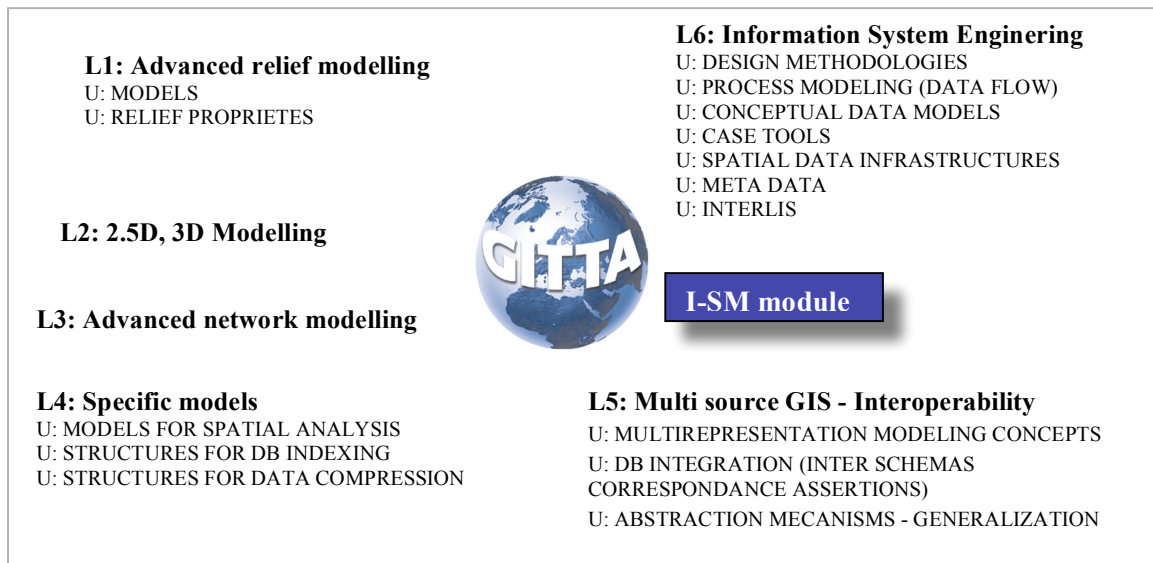 L1: Advanced relief modelling
U: MODELS
U: RELIEF PROPRIETES
L2: 2.5D, 3D Modelling
L3: Advanced network modelling
L4: Specific models
U: MODELS FOR SPATIAL ANALYSIS
U: STRUCTURES FOR DB INDEXING
U: STRUCTURES FOR DATA COMPRESSION
GITTA
L6: Information System Enginering
U: DESIGN METHODOLOGIES
U: PROCESS MODELING (DATA FLOW)
U: CONCEPTUAL DATA MODELS
U: CASE TOOLS
U: SPATIAL DATA INFRASTRUCTURES
U: META DATA
U: INTERLIS
I-SM module
L5: Multi source GIS - Interoperability
U: MULTIREPRESENTATION MODELING CONCEPTS
U: DB INTEGRATION (INTER SCHEMAS
CORRESPONDANCE ASSERTIONS)
U: ABSTRACTION MECANISMS - GENERALIZATION